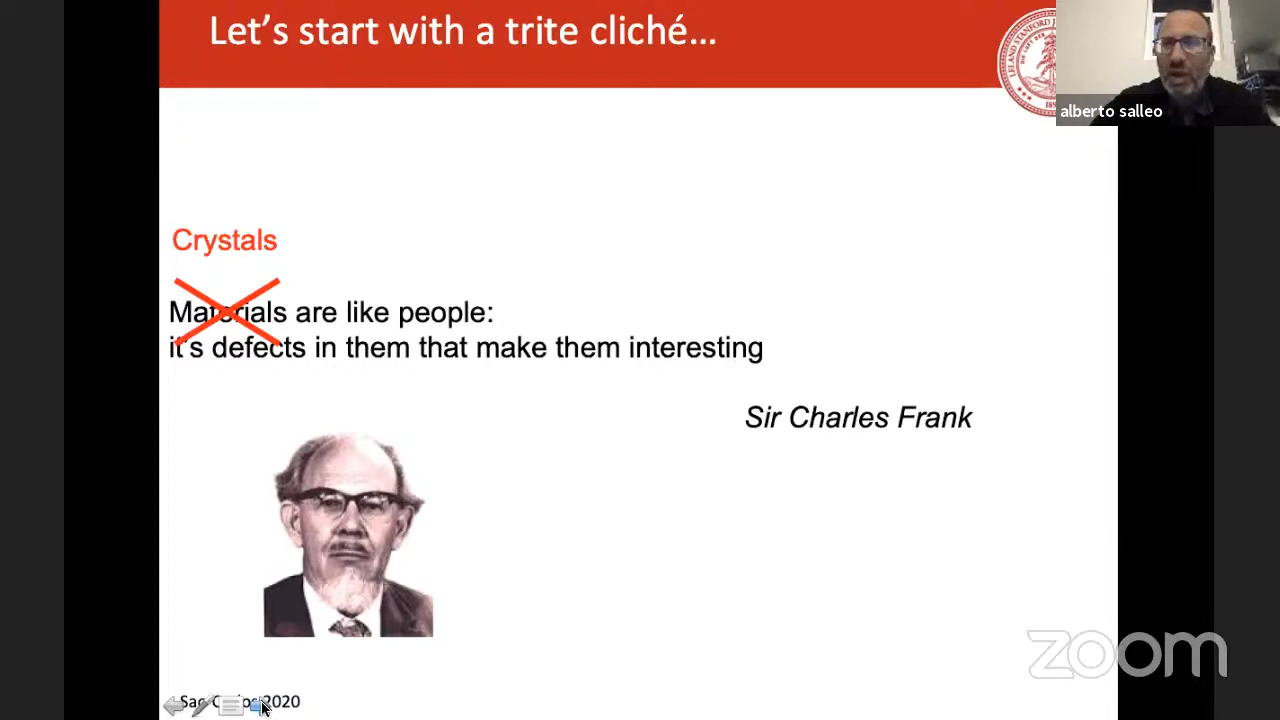 Let's start with a trite cliché...
alberto salleo
Crystals
Materials are like people:
it's defects in them that make them interesting
Sir Charles Frank
zoom
2020